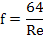 f = 64/Re